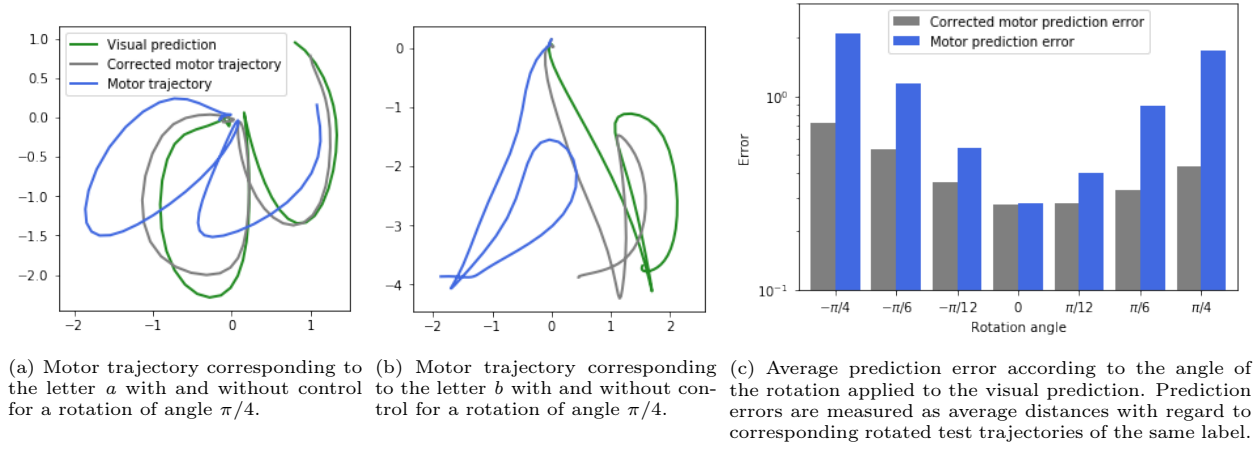 1.0
0.5
0.0
−0.5
−1.0
−1.5
−2.0
−2
−1
0
1
Visual prediction
Corrected motor trajectory
Motor trajectory
0
−1
−2
−3
−4
−2
−1
0
1
2
Corrected motor prediction error
Motor prediction error
Error
10⁰
10⁻¹
−π/4
−π/6
−π/12
0
π/12
π/6
π/4
Rotation angle
(a) Motor trajectory corresponding to
the letter a with and without control
for a rotation of angle π/4.
(b) Motor trajectory corresponding
to the letter b with and without con-
trol for a rotation of angle π/4.
(c) Average prediction error according to the angle of
the rotation applied to the visual prediction. Prediction
errors are measured as average distances with regard to
corresponding rotated test trajectories of the same label.